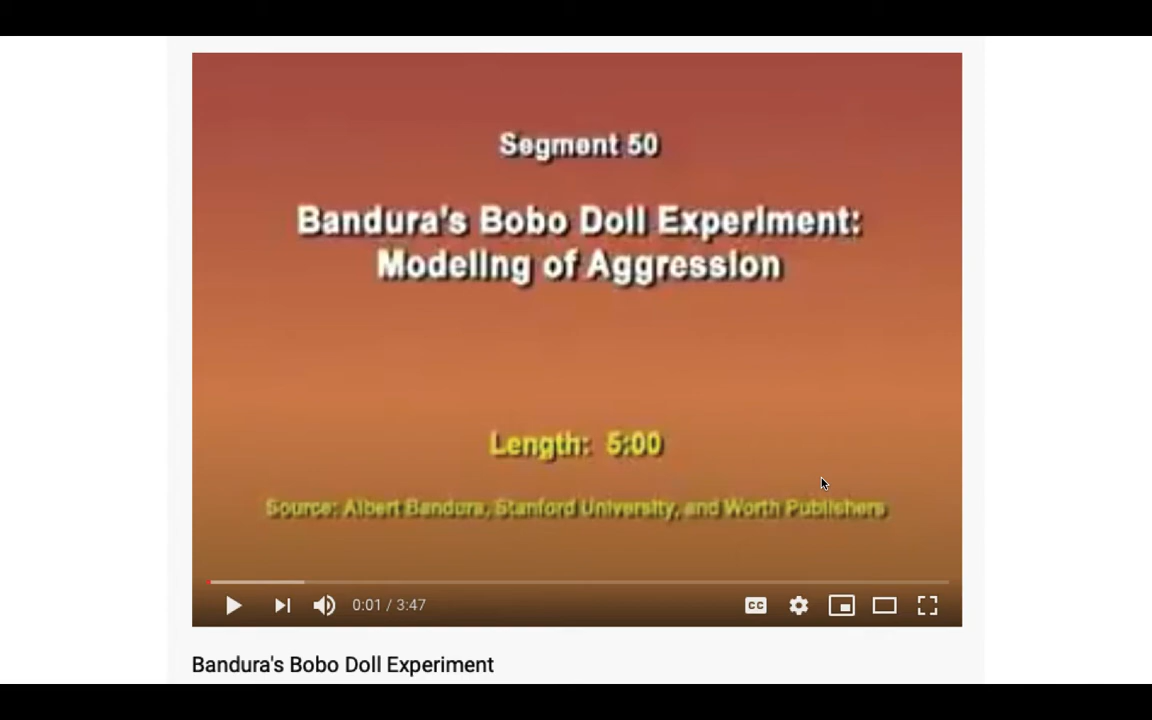 Segment 50
Bandura's Bobo Doll Experiment:
Modeling of Aggression
Length: 5:00
Source: Albert Bandura, Stanford University, and Worth Publishers
0:01 / 3:47
CC
Bandura's Bobo Doll Experiment